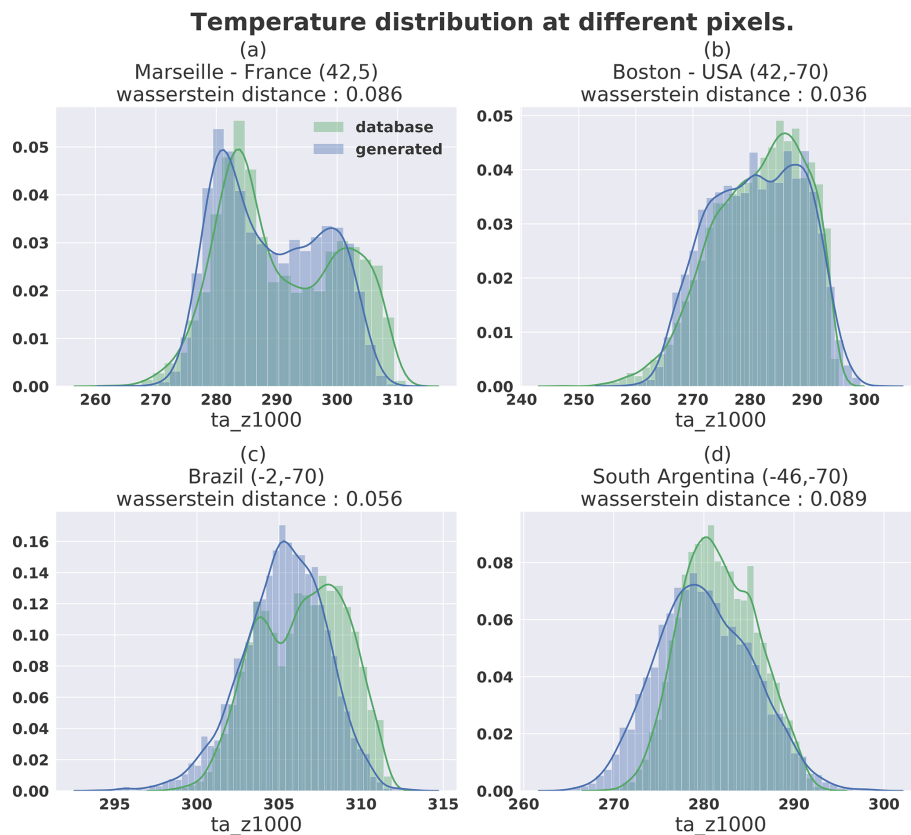 Temperature distribution at different pixels.
(a)
Marseille - France (42,5)
wasserstein distance : 0.086
database
generated
0.05
0.04
0.03
0.02
0.01
0.00
260 270 280 290 300 310
ta_z1000
(b)
Boston - USA (42,-70)
wasserstein distance : 0.036
0.05
0.04
0.03
0.02
0.01
0.00
240 250 260 270 280 290 300
ta_z1000
(c)
Brazil (-2,-70)
wasserstein distance : 0.056
0.16
0.14
0.12
0.10
0.08
0.06
0.04
0.02
0.00
295 300 305 310 315
ta_z1000
(d)
South Argentina (-46,-70)
wasserstein distance : 0.089
0.08
0.06
0.04
0.02
0.00
260 270 280 290 300
ta_z1000